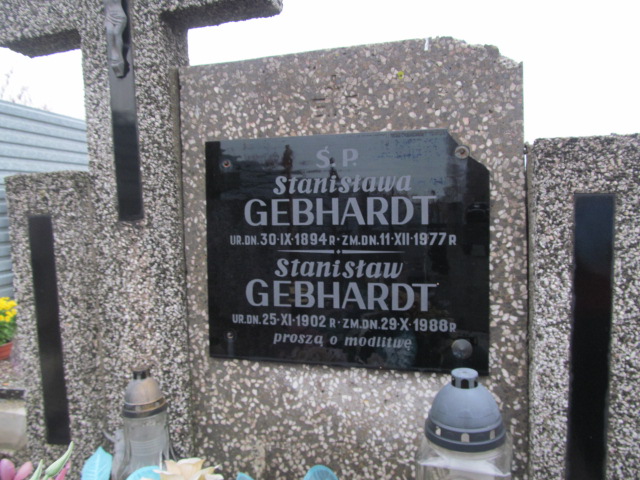 Ś.P.
Stanisława
GEBHARDT
UR.DN.30·IX·1894R·ZM.DN.11·XII·1977R
Stanisław
GEBHARDT
UR.DN.25·XI·1902R·ZM.DN.29·X·1988R
proszą o modlitwę